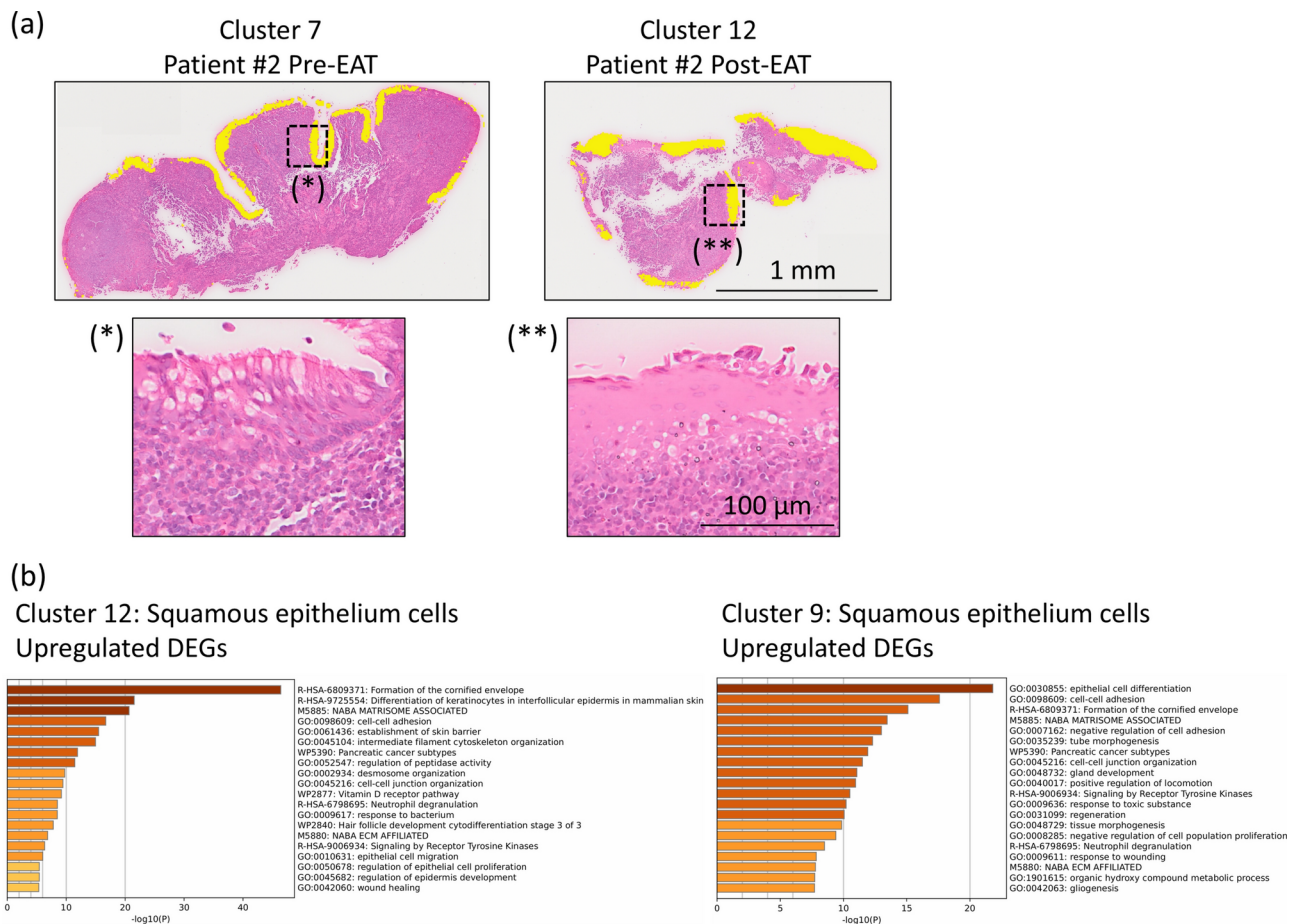 (a)
Cluster 7
Patient #2 Pre-EAT
Cluster 12
Patient #2 Post-EAT
(*)
(**)
1 mm
(*)
(**)
100 µm
(b)
Cluster 12: Squamous epithelium cells
Upregulated DEGs
R-HSA-6809371: Formation of the cornified envelope
R-HSA-9725554: Differentiation of keratinocytes in interfollicular epidermis in mammalian skin
M5885: NABA MATRISOME ASSOCIATED
GO:0098609: cell-cell adhesion
GO:0061436: establishment of skin barrier
GO:0045104: intermediate filament cytoskeleton organization
WP5390: Pancreatic cancer subtypes
GO:0052547: regulation of peptidase activity
GO:0002934: desmosome organization
GO:0045216: cell-cell junction organization
WP2877: Vitamin D receptor pathway
R-HSA-6798695: Neutrophil degranulation
GO:0009617: response to bacterium
WP2840: Hair follicle development cytodifferentiation stage 3 of 3
M5880: NABA ECM AFFILIATED
R-HSA-9006934: Signaling by Receptor Tyrosine Kinases
GO:0010631: epithelial cell migration
GO:0050678: regulation of epithelial cell proliferation
GO:0045682: regulation of epidermis development
GO:0042060: wound healing
0 10 20 30 40
-log10(P)
Cluster 9: Squamous epithelium cells
Upregulated DEGs
GO:0030855: epithelial cell differentiation
GO:0098609: cell-cell adhesion
R-HSA-6809371: Formation of the cornified envelope
M5885: NABA MATRISOME ASSOCIATED
GO:0007162: negative regulation of cell adhesion
GO:0035239: tube morphogenesis
WP5390: Pancreatic cancer subtypes
GO:0045216: cell-cell junction organization
GO:0048732: gland development
GO:0040017: positive regulation of locomotion
R-HSA-9006934: Signaling by Receptor Tyrosine Kinases
GO:0009636: response to toxic substance
GO:0031099: regeneration
GO:0048729: tissue morphogenesis
GO:0008285: negative regulation of cell population proliferation
R-HSA-6798695: Neutrophil degranulation
GO:0009611: response to wounding
M5880: NABA ECM AFFILIATED
GO:1901615: organic hydroxy compound metabolic process
GO:0042063: gliogenesis
0 5 10 15 20
-log10(P)